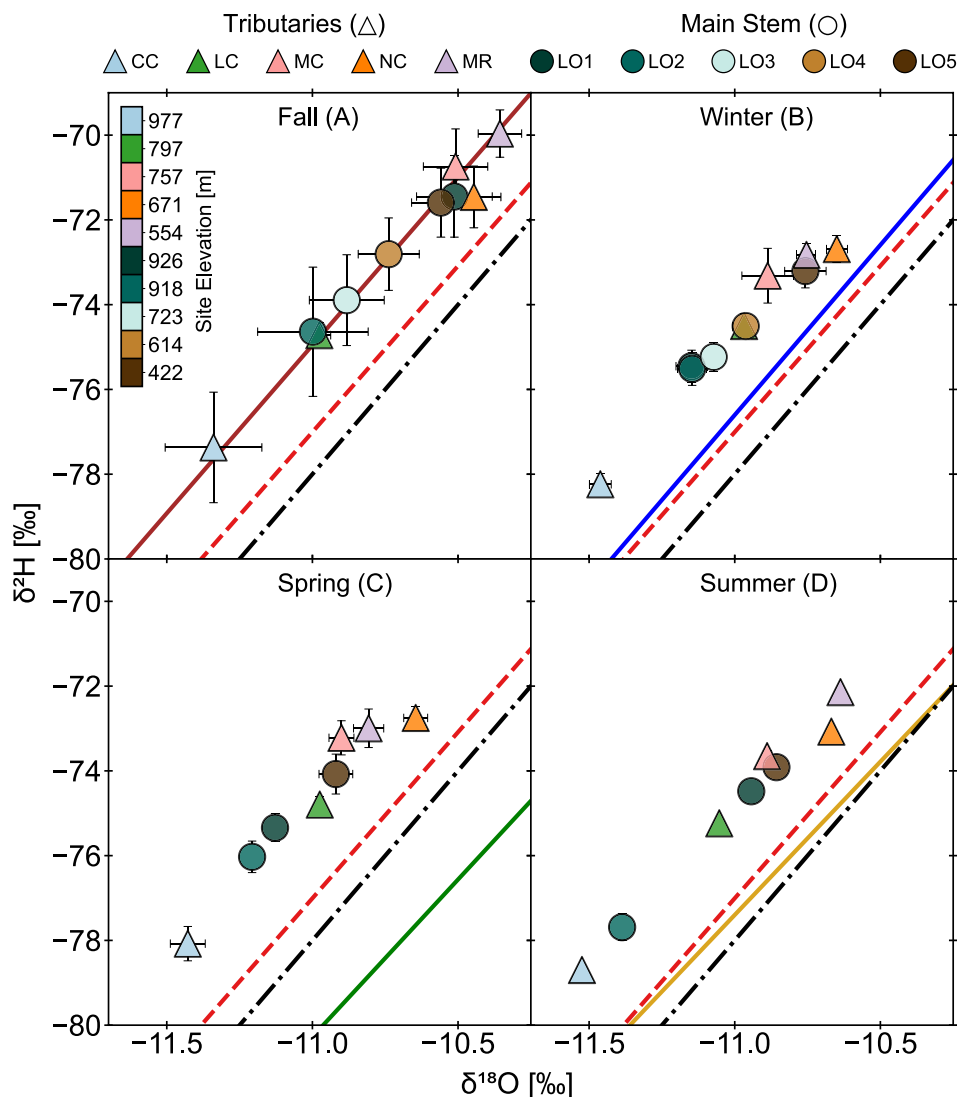 Tributaries (△) Main Stem (○)
CC LC MC NC MR LO1 LO2 LO3 LO4 LO5
Fall (A) Winter (B)
−70
−72
−74
−76
−78
−80
977
797
757
671
554
926
918
723
614
422
Site Elevation [m]
Spring (C) Summer (D)
−70
−72
−74
−76
−78
−80
δ²H [‰]
−11.5 −11.0 −10.5 −11.5 −11.0 −10.5
δ¹⁸O [‰]